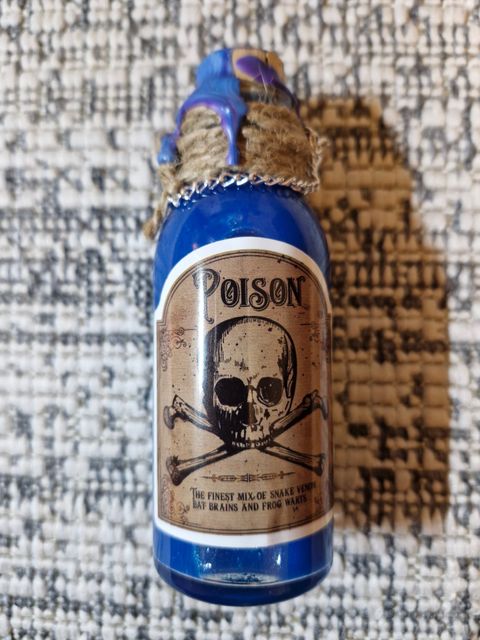 POISON
THE FINEST MIX OF SNAKE VENOM
BAT BRAINS AND FROG WARTS